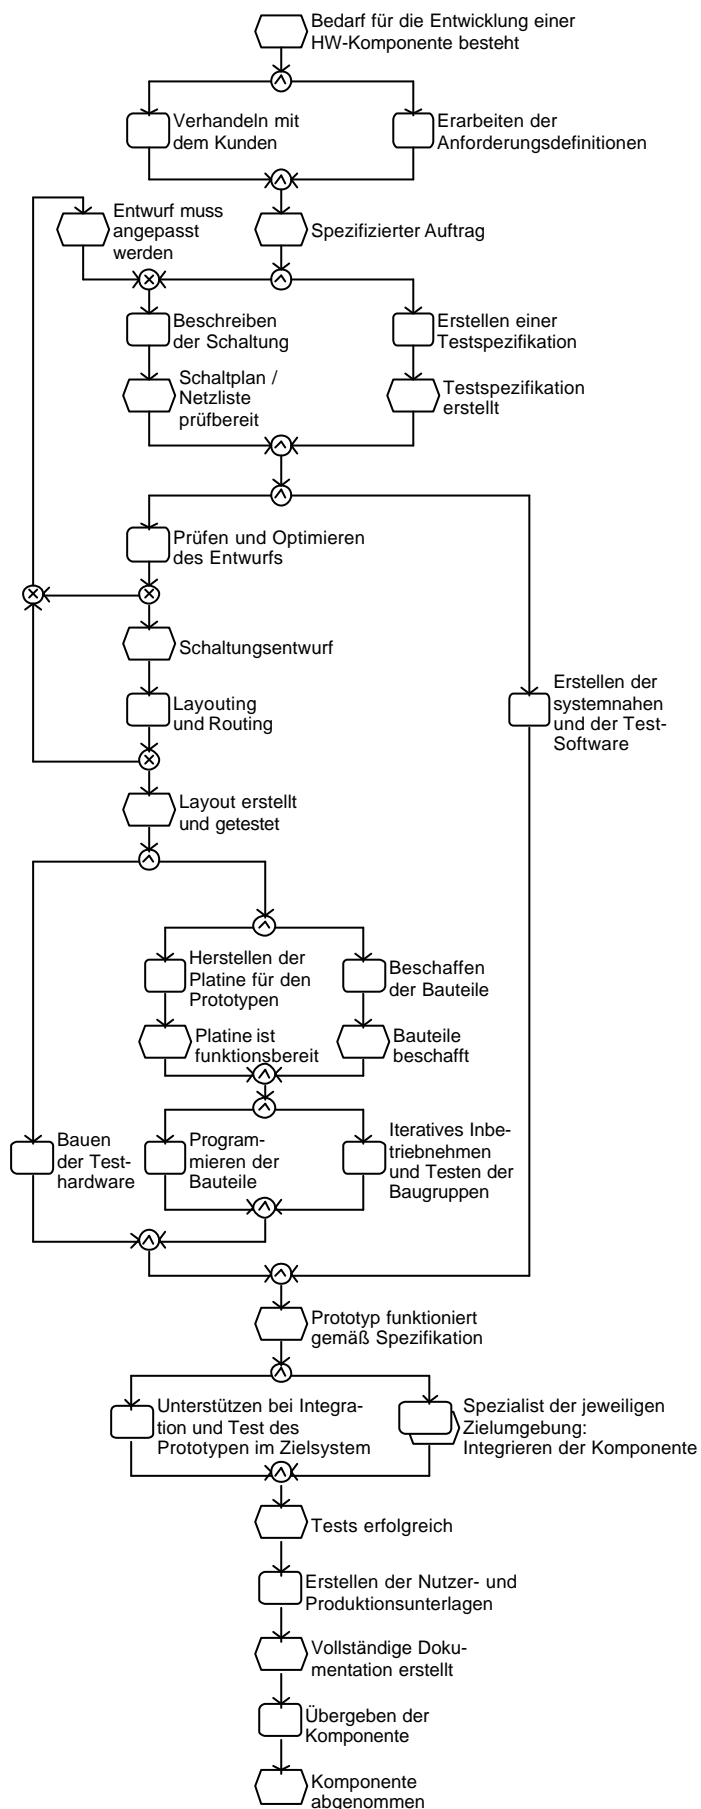 Bedarf für die Entwicklung einer
HW-Komponente besteht
Verhandeln mit
dem Kunden
Erarbeiten der
Anforderungsdefinitionen
Entwurf muss
angepasst
werden
Spezifizierter Auftrag
Beschreiben
der Schaltung
Erstellen einer
Testspezifikation
Schaltplan /
Netzliste
prüfbereit
Testspezifikation
erstellt
Prüfen und Optimieren
des Entwurfs
Schaltungsentwurf
Erstellen der
systemnahen
und der Test-
Software
Layouting
und Routing
Layout erstellt
und getestet
Herstellen der
Platine für den
Prototypen
Beschaffen
der Bauteile
Platine ist
funktionsbereit
Bauteile
beschafft
Bauen
der Test-
hardware
Program-
mieren der
Bauteile
Iteratives Inbe-
triebnehmen
und Testen der
Baugruppen
Prototyp funktioniert
gemäß Spezifikation
Unterstützen bei Integra-
tion und Test des
Prototypen im Zielsystem
Spezialist der jeweiligen
Zielumgebung:
Integrieren der Komponente
Tests erfolgreich
Erstellen der Nutzer- und
Produktionsunterlagen
Vollständige Doku-
mentation erstellt
Übergeben der
Komponente
Komponente
abgenommen